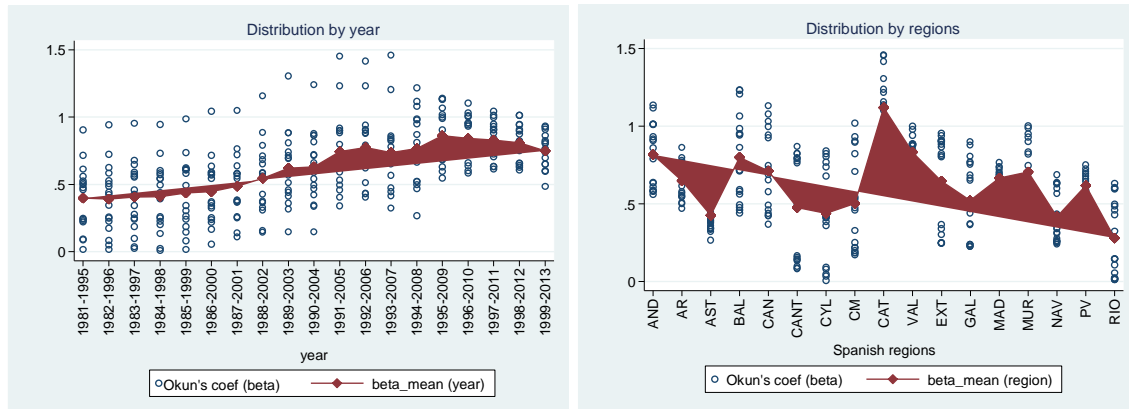 Distribution by year
1.5
1
.5
0
1981-1995
1982-1996
1983-1997
1984-1998
1985-1999
1986-2000
1987-2001
1988-2002
1989-2003
1990-2004
1991-2005
1992-2006
1993-2007
1994-2008
1995-2009
1996-2010
1997-2011
1998-2012
1999-2013
year
Okun's coef (beta)
beta_mean (year)
Distribution by regions
1.5
1
.5
0
AND
AR
AST
BAL
CAN
CANT
CYL
CM
CAT
VAL
EXT
GAL
MAD
MUR
NAV
PV
RIO
Spanish regions
Okun's coef (beta)
beta_mean (region)